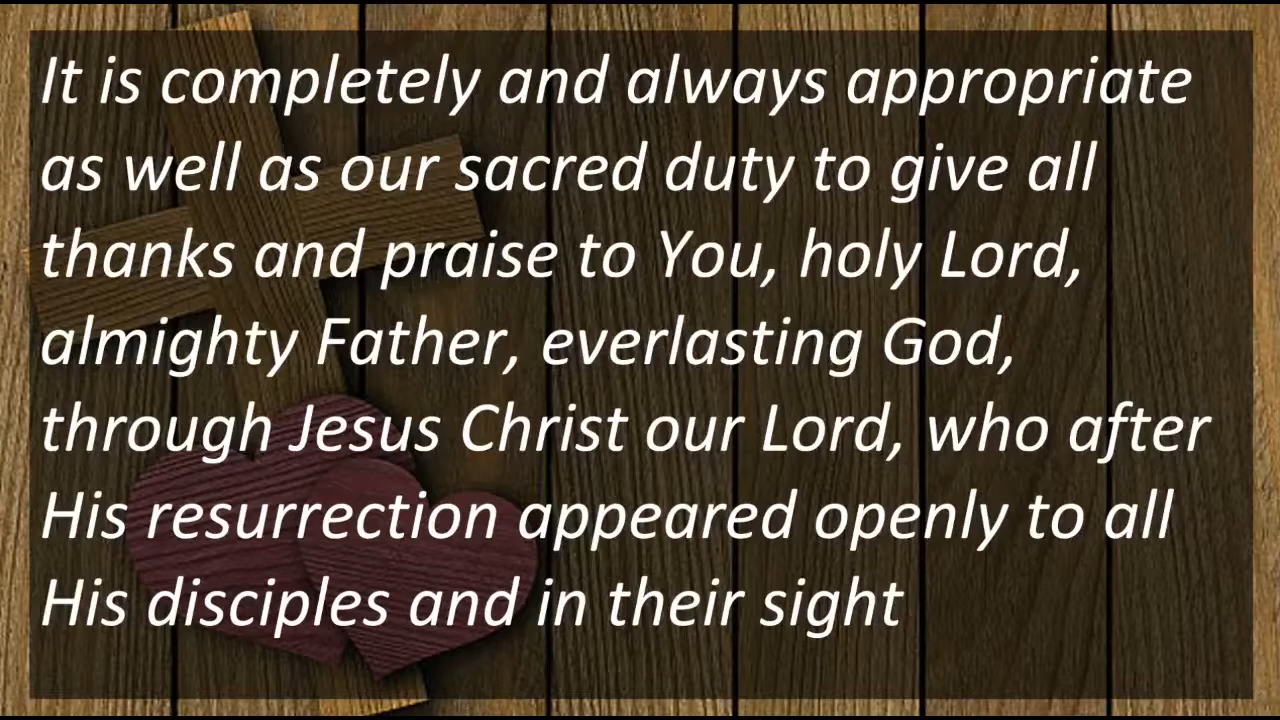 It is completely and always appropriate
as well as our sacred duty to give all
thanks and praise to You, holy Lord,
almighty Father, everlasting God,
through Jesus Christ our Lord, who after
His resurrection appeared openly to all
His disciples and in their sight